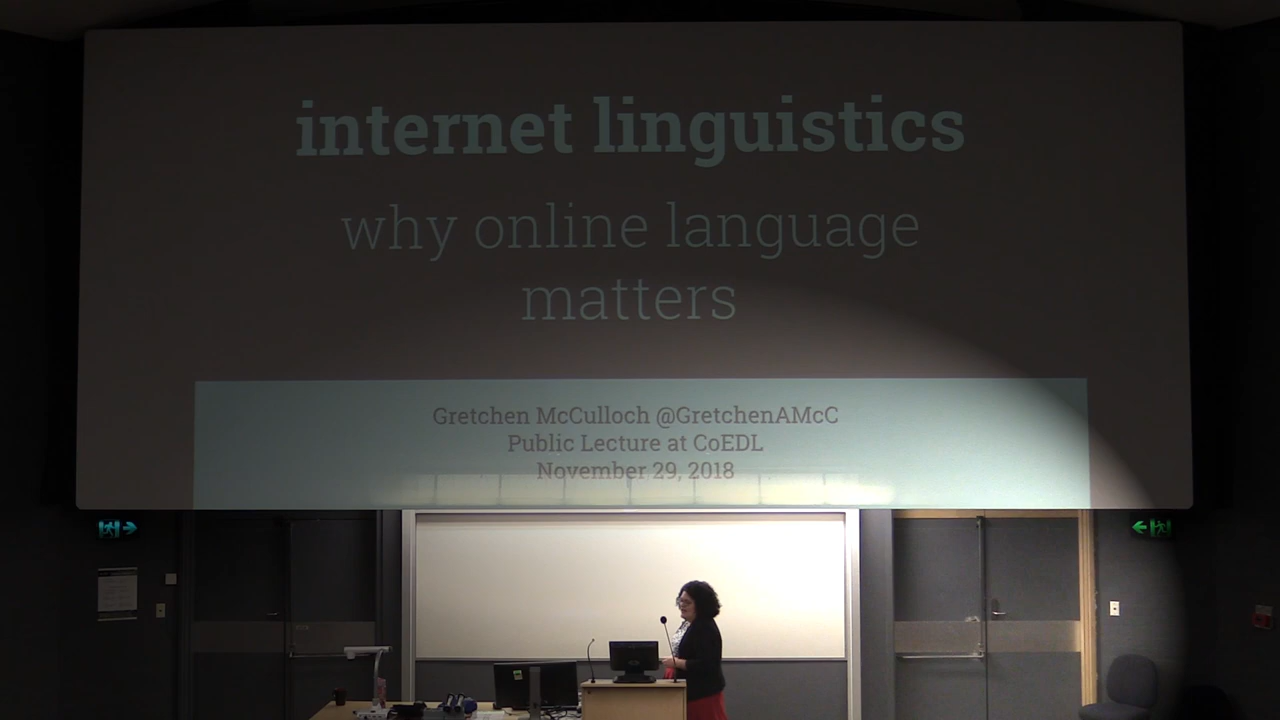 internet linguistics
why online language
matters
Gretchen McCulloch @GretchenAMcC
Public Lecture at CoEDL
November 29, 2018